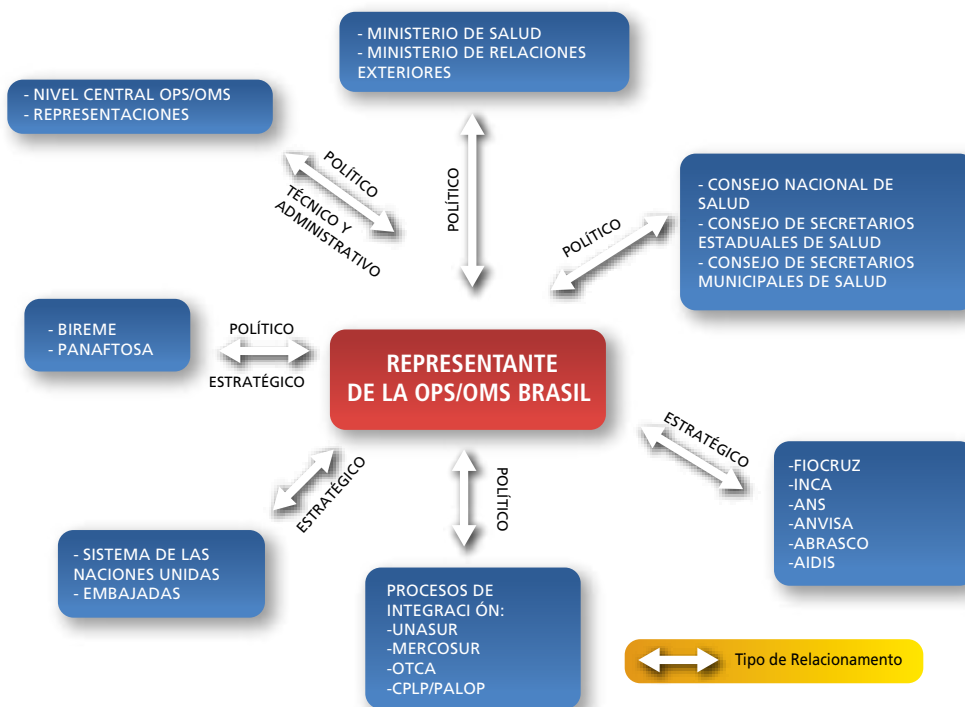 - MINISTERIO DE SALUD
- MINISTERIO DE RELACIONES
EXTERIORES
- NIVEL CENTRAL OPS/OMS
- REPRESENTACIONES
POLÍTICO
TÉCNICO Y
ADMINISTRATIVO
POLÍTICO
POLÍTICO
- CONSEJO NACIONAL DE
SALUD
- CONSEJO DE SECRETARIOS
ESTADUALES DE SALUD
- CONSEJO DE SECRETARIOS
MUNICIPALES DE SALUD
- BIREME
- PANAFTOSA
POLÍTICO
ESTRATÉGICO
REPRESENTANTE
DE LA OPS/OMS BRASIL
ESTRATÉGICO
-FIOCRUZ
-INCA
-ANS
-ANVISA
-ABRASCO
-AIDIS
ESTRATÉGICO
POLÍTICO
- SISTEMA DE LAS
NACIONES UNIDAS
- EMBAJADAS
PROCESOS DE
INTEGRACI ÓN:
-UNASUR
-MERCOSUR
-OTCA
-CPLP/PALOP
Tipo de Relacionamento